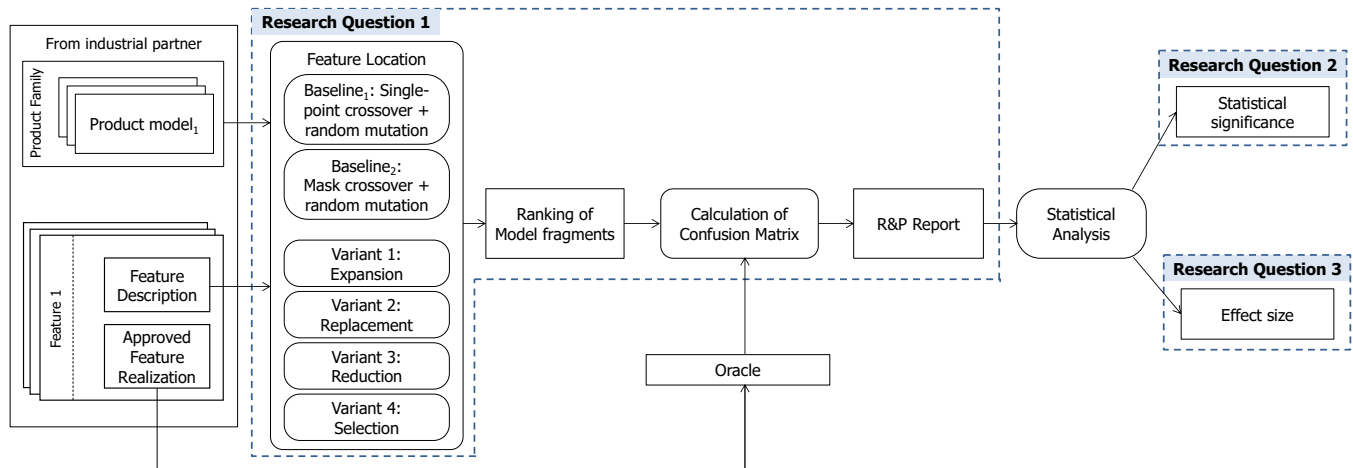 Research Question 1
From industrial partner
Product Family
Product model₁
Feature 1
Feature
Description
Approved
Feature
Realization
Feature Location
Baseline₁: Single-
point crossover +
random mutation
Baseline₂:
Mask crossover +
random mutation
Variant 1:
Expansion
Variant 2:
Replacement
Variant 3:
Reduction
Variant 4:
Selection
Ranking of
Model fragments
Calculation of
Confusion Matrix
R&P Report
Oracle
Statistical
Analysis
Research Question 2
Statistical
significance
Research Question 3
Effect size